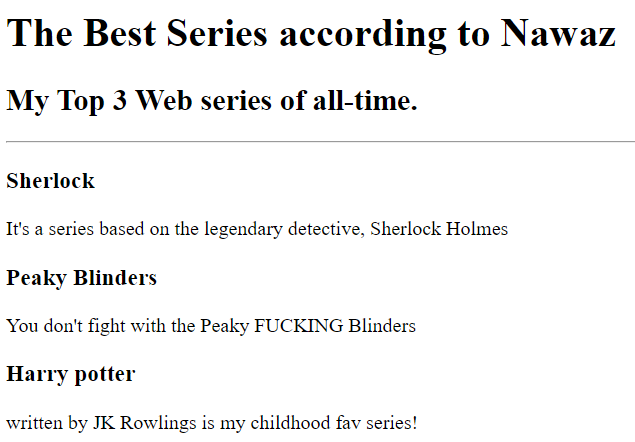 The Best Series according to Nawaz
My Top 3 Web series of all-time.
Sherlock
It's a series based on the legendary detective, Sherlock Holmes
Peaky Blinders
You don't fight with the Peaky FUCKING Blinders
Harry potter
written by JK Rowlings is my childhood fav series!